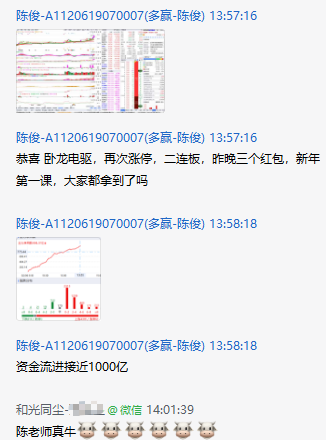 陈俊-A1120619070007(多赢-陈俊) 13:57:16
陈俊-A1120619070007(多赢-陈俊) 13:57:16
恭喜 卧龙电驱，再次涨停，二连板，昨晚三个红包，新年
第一课，大家都拿到了吗
陈俊-A1120619070007(多赢-陈俊) 13:58:18
陈俊-A1120619070007(多赢-陈俊) 13:58:18
资金流进接近1000亿
和光同尘- @微信 14:01:39
陈老师真牛